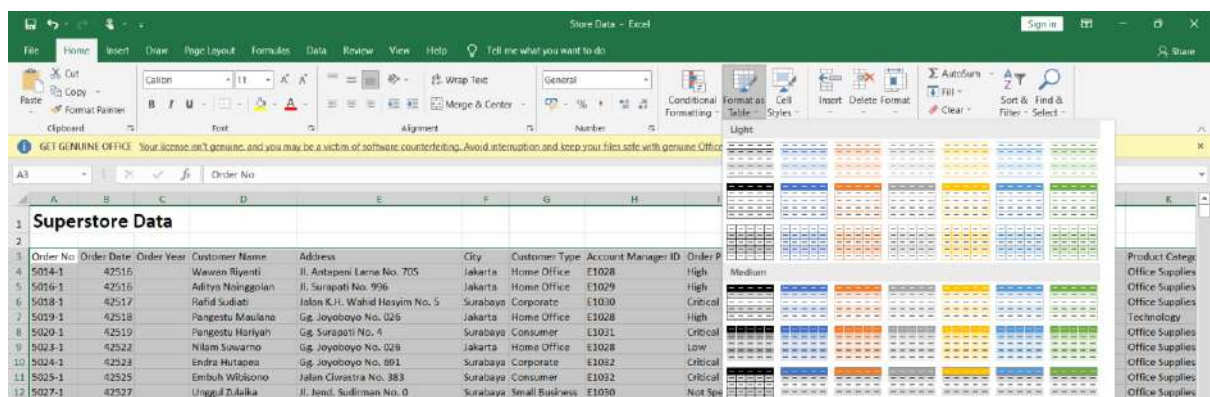 Store Data - Excel
Sign in
File Home Insert Draw Page Layout Formulas Data Review View Help Tell me what you want to do
Share
Cut
Copy
Format Painter
Paste
Clipboard
Calibri 11
B I U
Font
Wrap Text
Merge & Center
Alignment
General
Number
Conditional Formatting
Format as Table
Cell Styles
Insert Delete Format
AutoSum
Fill
Clear
Sort & Filter
Find & Select
GET GENUINE OFFICE Your license isn't genuine, and you may be a victim of software counterfeiting. Avoid interruption and keep your files safe with genuine Office
Light
Medium
A3 Order No
A B C D E F G H K
1 Superstore Data
2
3 Order No Order Date Order Year Customer Name Address City Customer Type Account Manager ID Order P Product Catego
4 5014-1 42516 Wawan Riyanti Jl. Antapani Lama No. 705 Jakarta Home Office E1028 High Office Supplies
5 5016-1 42516 Aditya Nainggolan Jl. Surapati No. 996 Jakarta Home Office E1029 High Office Supplies
6 5018-1 42517 Rafid Sudiati Jalan K.H. Wahid Hasyim No. 5 Surabaya Corporate E1030 Critical Office Supplies
7 5019-1 42518 Pangestu Maulana Gg. Joyoboyo No. 026 Jakarta Home Office E1028 High Technology
8 5020-1 42519 Pangestu Hariyah Gg. Surapati No. 4 Surabaya Consumer E1031 Critical Office Supplies
9 5023-1 42522 Nilam Suwarno Gg. Joyoboyo No. 026 Jakarta Home Office E1028 Low Office Supplies
10 5024-1 42523 Endra Hutapea Gg. Joyoboyo No. 691 Surabaya Corporate E1032 Critical Office Supplies
11 5025-1 42525 Embuh Wibisono Jalan Ciwastra No. 383 Surabaya Consumer E1032 Critical Office Supplies
12 5027-1 42527 Unggul Zulaika Jl. Jend. Sudirman No. 0 Surabaya Small Business E1030 Not Spe Office Supplies